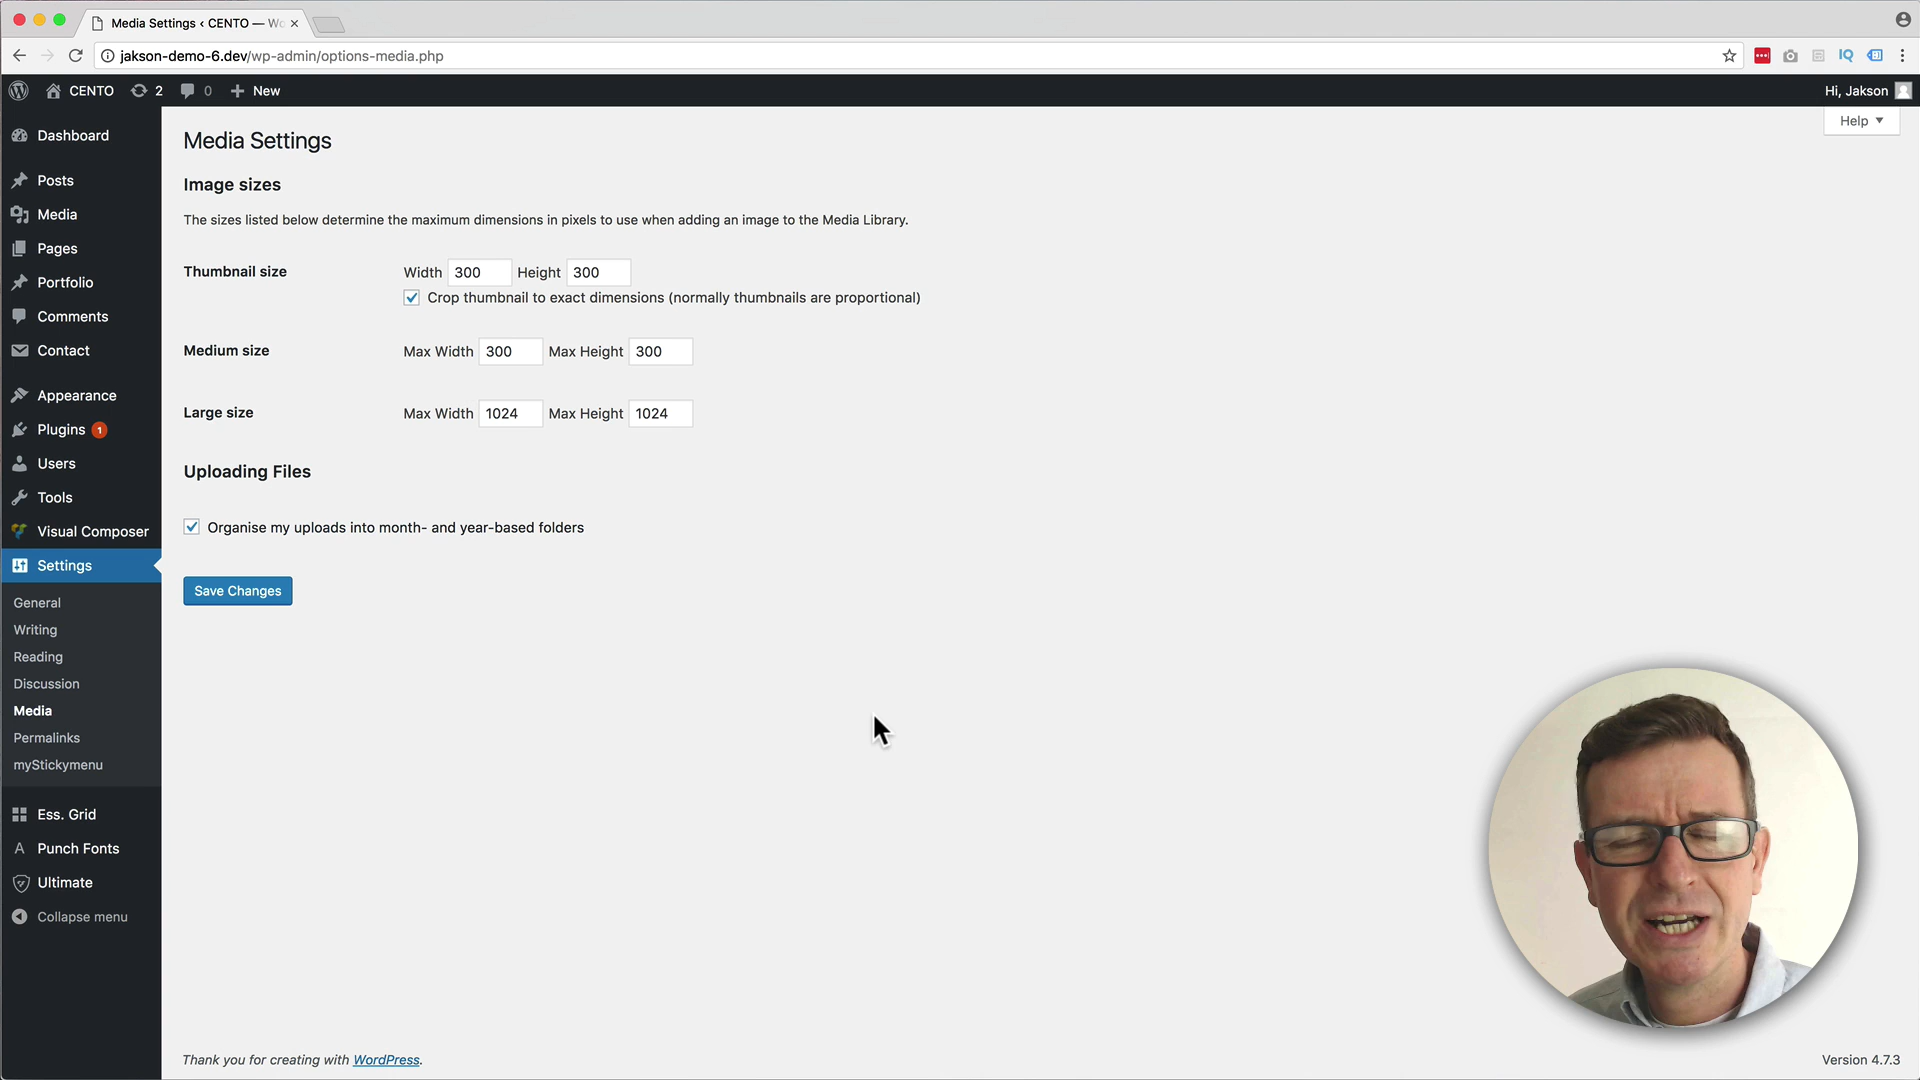 Media Settings ‹ CENTO — Wo
jakson-demo-6.dev/wp-admin/options-media.php
CENTO 2 0 New
Hi, Jakson
Help
Dashboard
Posts
Media
Pages
Portfolio
Comments
Contact
Appearance
Plugins 1
Users
Tools
Visual Composer
Settings
General
Writing
Reading
Discussion
Media
Permalinks
myStickymenu
Ess. Grid
Punch Fonts
Ultimate
Collapse menu
Media Settings
Image sizes
The sizes listed below determine the maximum dimensions in pixels to use when adding an image to the Media Library.
Thumbnail size Width 300 Height 300
Crop thumbnail to exact dimensions (normally thumbnails are proportional)
Medium size Max Width 300 Max Height 300
Large size Max Width 1024 Max Height 1024
Uploading Files
Organise my uploads into month- and year-based folders
Save Changes
Thank you for creating with WordPress.
Version 4.7.3